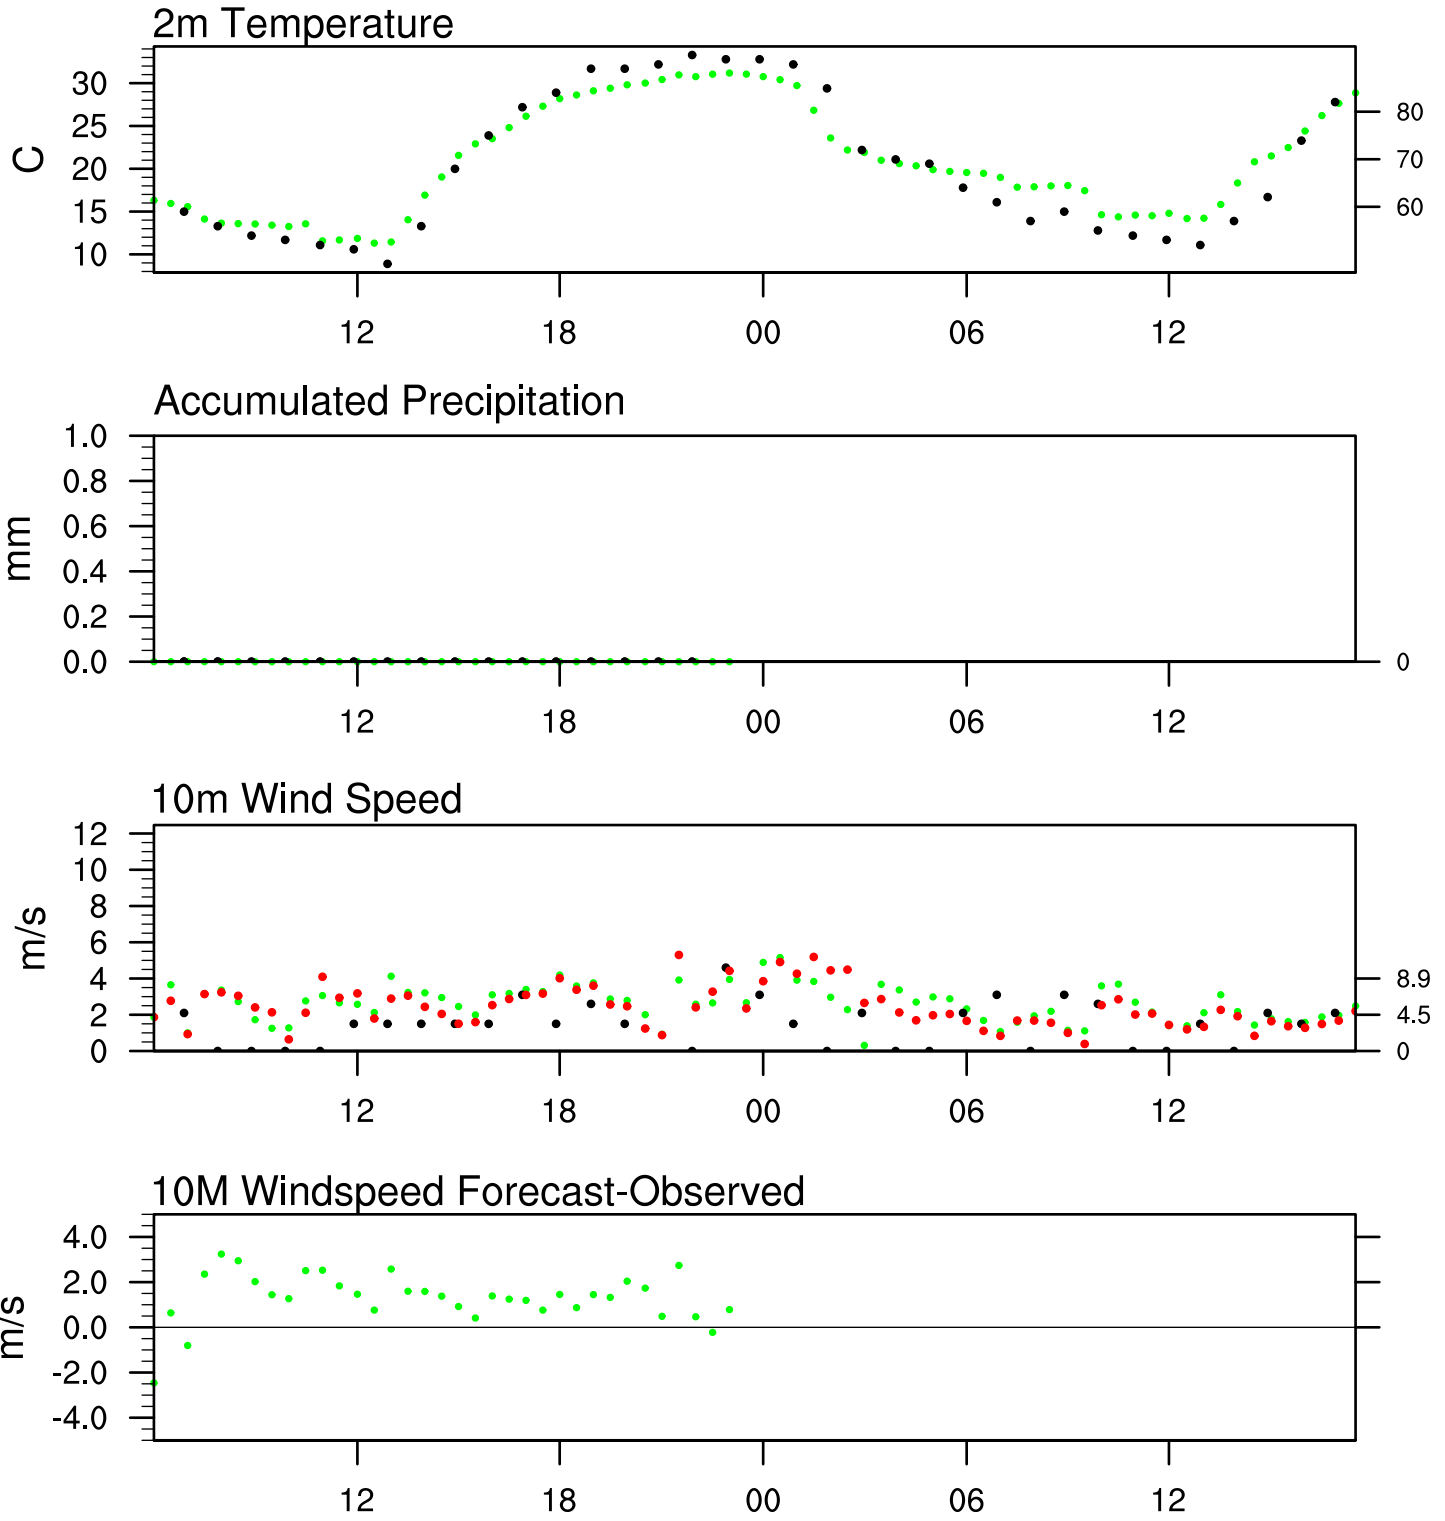 2m Temperature
30
25
20
15
10
C
80
70
60
12 18 00 06 12
Accumulated Precipitation
1.0
0.8
0.6
0.4
0.2
0.0
mm
0
12 18 00 06 12
10m Wind Speed
12
10
8
6
4
2
0
m/s
8.9
4.5
0
12 18 00 06 12
10M Windspeed Forecast-Observed
4.0
2.0
0.0
-2.0
-4.0
m/s
12 18 00 06 12